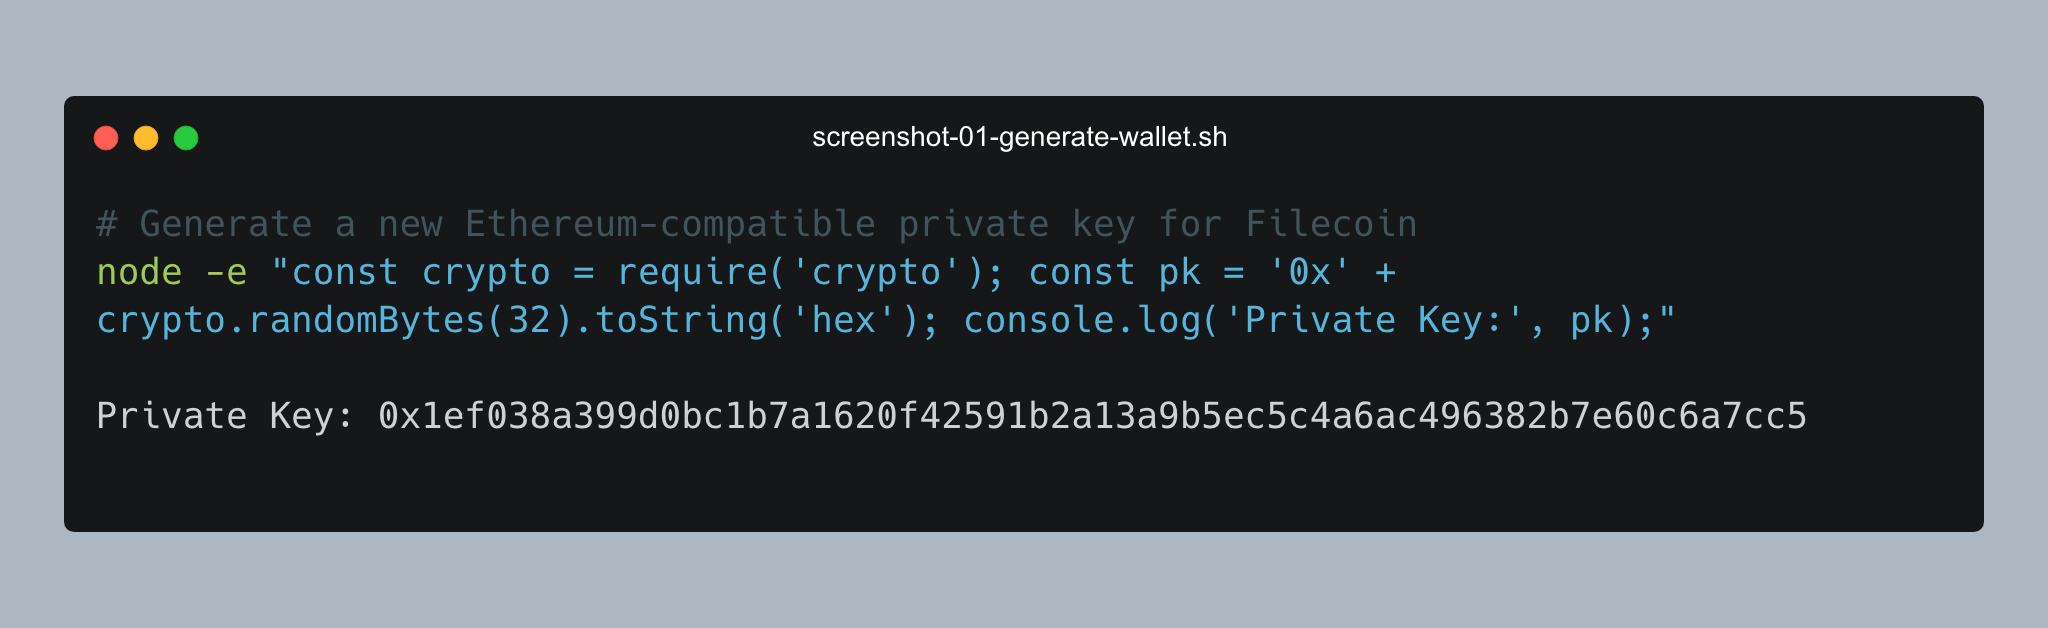 screenshot-01-generate-wallet.sh
# Generate a new Ethereum-compatible private key for Filecoin
node -e "const crypto = require('crypto'); const pk = '0x' +
crypto.randomBytes(32).toString('hex'); console.log('Private Key:', pk);"
Private Key: 0x1ef038a399d0bc1b7a1620f42591b2a13a9b5ec5c4a6ac496382b7e60c6a7cc5